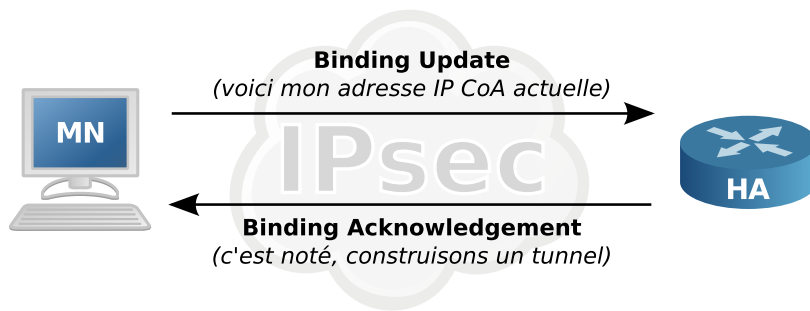 Binding Update
(voici mon adresse IP CoA actuelle)
MN
IPsec
HA
Binding Acknowledgement
(c'est noté, construisons un tunnel)